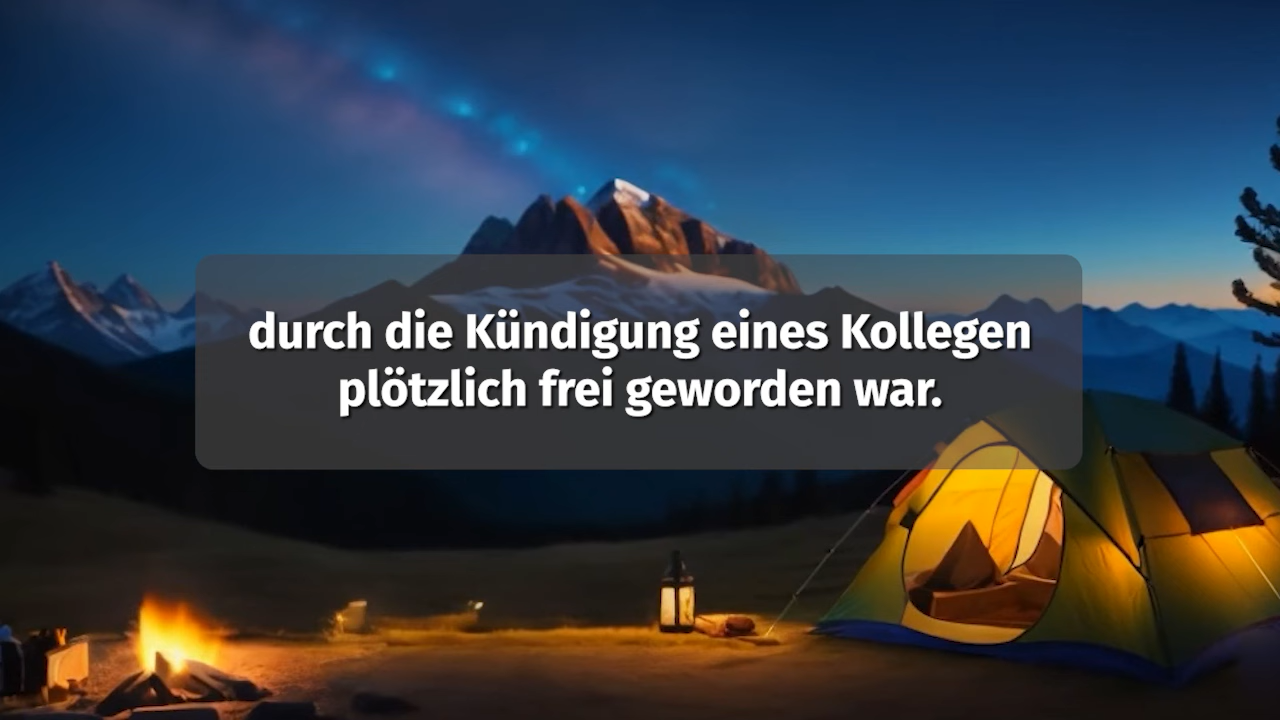 durch die Kündigung eines Kollegen
plötzlich frei geworden war.